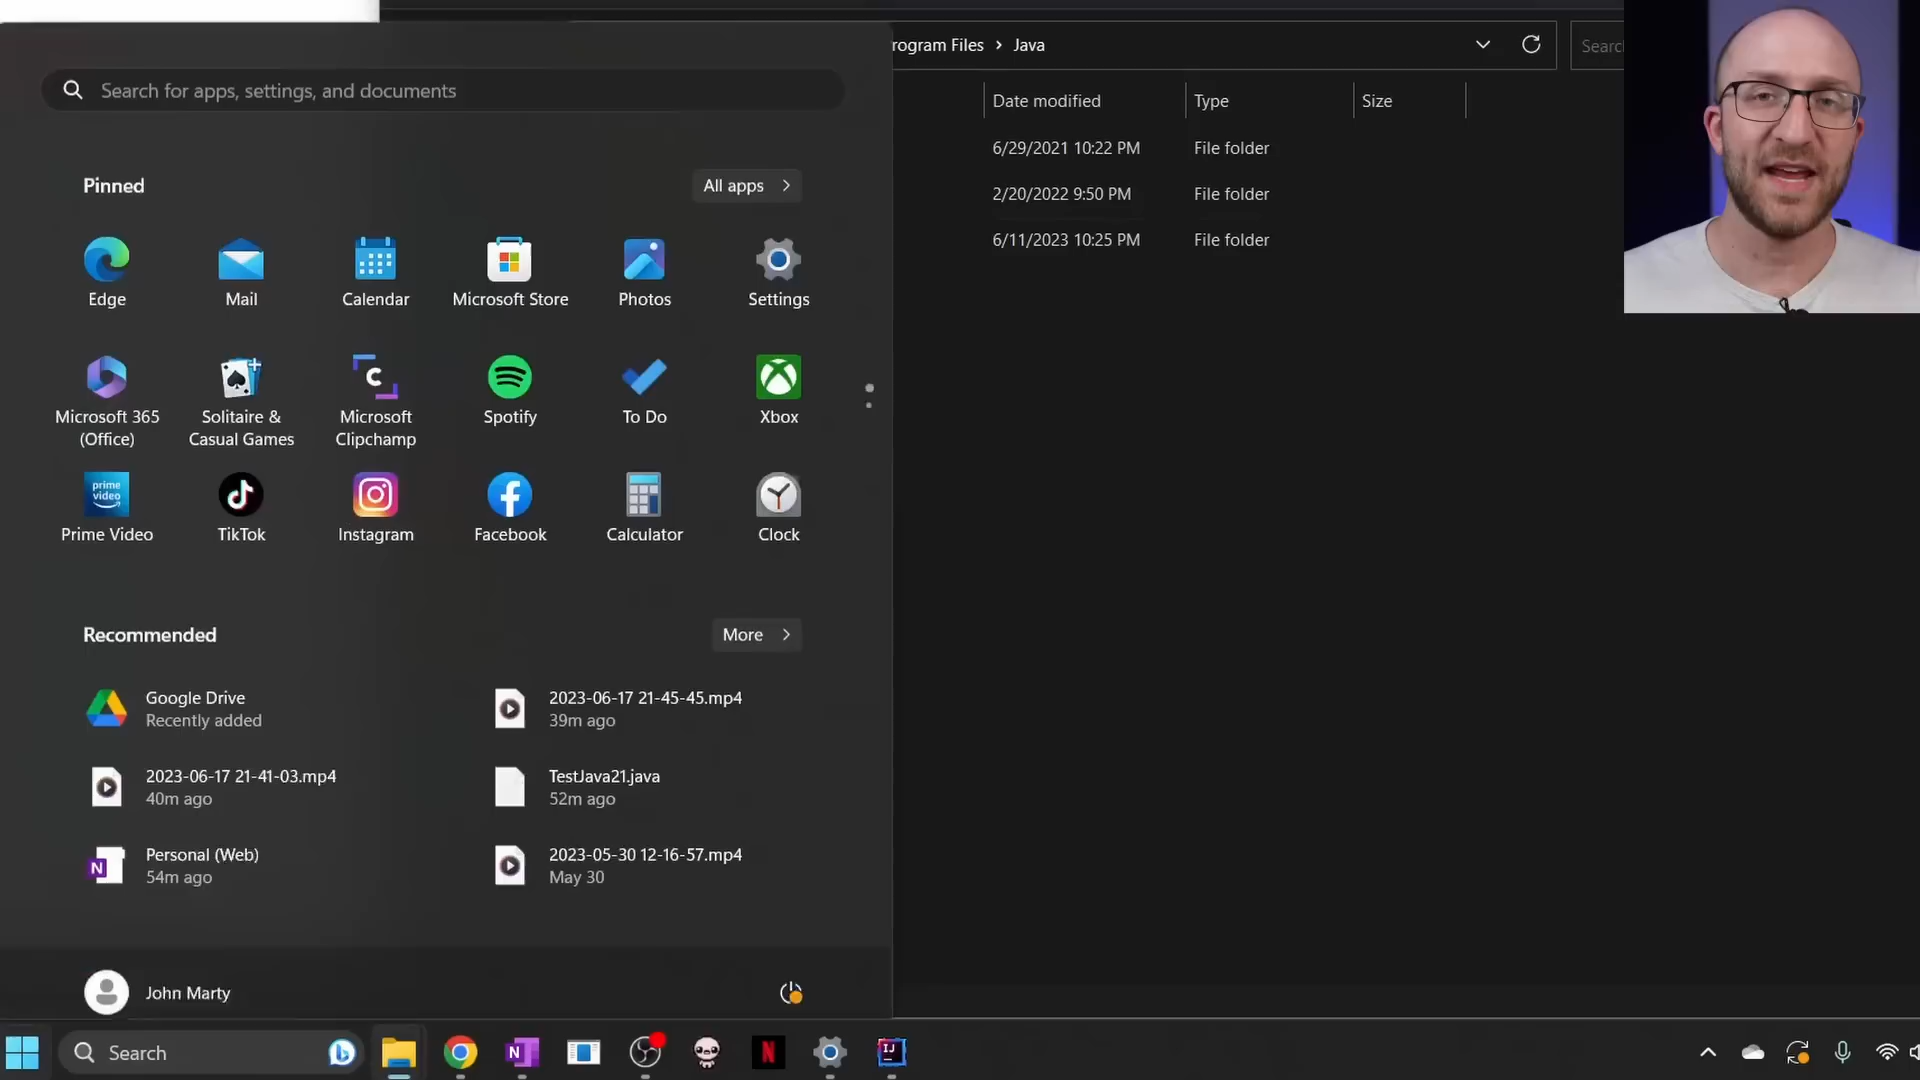 rogram Files > Java
Searc
Search for apps, settings, and documents
Date modified
Type
Size
6/29/2021 10:22 PM
File folder
2/20/2022 9:50 PM
File folder
6/11/2023 10:25 PM
File folder
Pinned
All apps >
Edge
Mail
Calendar
Microsoft Store
Photos
Settings
Microsoft 365
(Office)
Solitaire &
Casual Games
Microsoft
Clipchamp
Spotify
To Do
Xbox
prime
video
Prime Video
TikTok
Instagram
Facebook
Calculator
Clock
Recommended
More >
Google Drive
Recently added
2023-06-17 21-45-45.mp4
39m ago
2023-06-17 21-41-03.mp4
40m ago
TestJava21.java
52m ago
Personal (Web)
54m ago
2023-05-30 12-16-57.mp4
May 30
John Marty
Search